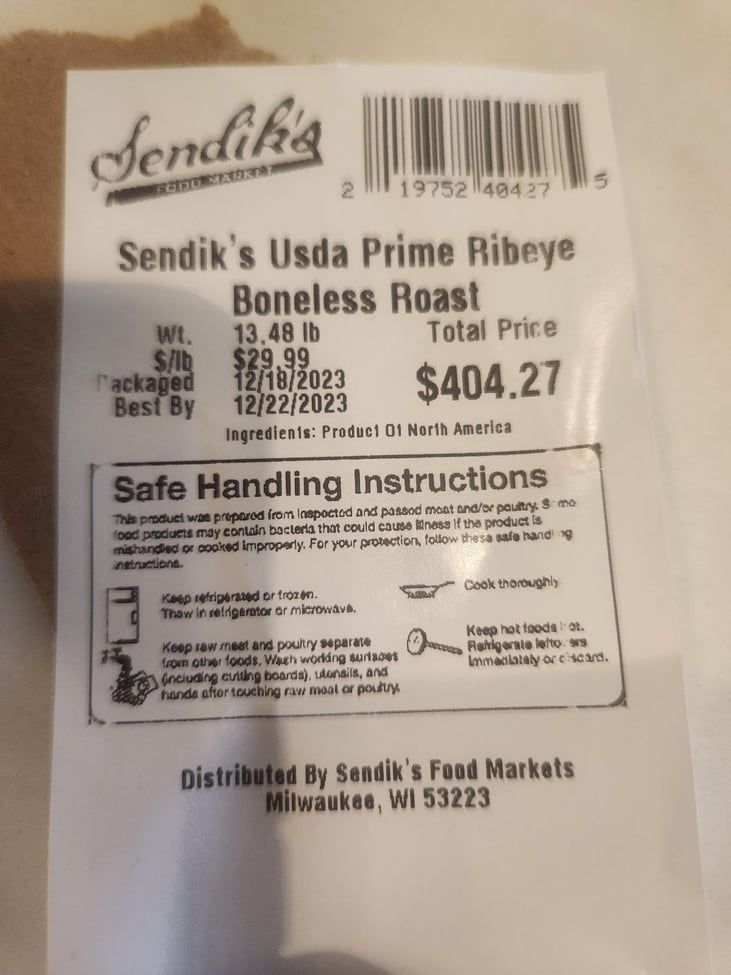 Sendik's
FOOD MARKET
2 19752 40427 5
Sendik's Usda Prime Ribeye
Boneless Roast
Wt. 13.48 lb Total Price
$/lb $29.99 $404.27
Packaged 12/18/2023
Best By 12/22/2023
Ingredients: Product Of North America
Safe Handling Instructions
This product was prepared from inspected and passed meat and/or poultry. Some
food products may contain bacteria that could cause illness if the product is
mishandled or cooked improperly. For your protection, follow these safe handling
instructions.
Keep refrigerated or frozen.
Thaw in refrigerator or microwave.
Keep raw meat and poultry separate
from other foods. Wash working surfaces
(including cutting boards), utensils, and
hands after touching raw meat or poultry.
Cook thoroughly
Keep hot foods hot.
Refrigerate leftovers
immediately or discard.
Distributed By Sendik's Food Markets
Milwaukee, WI 53223